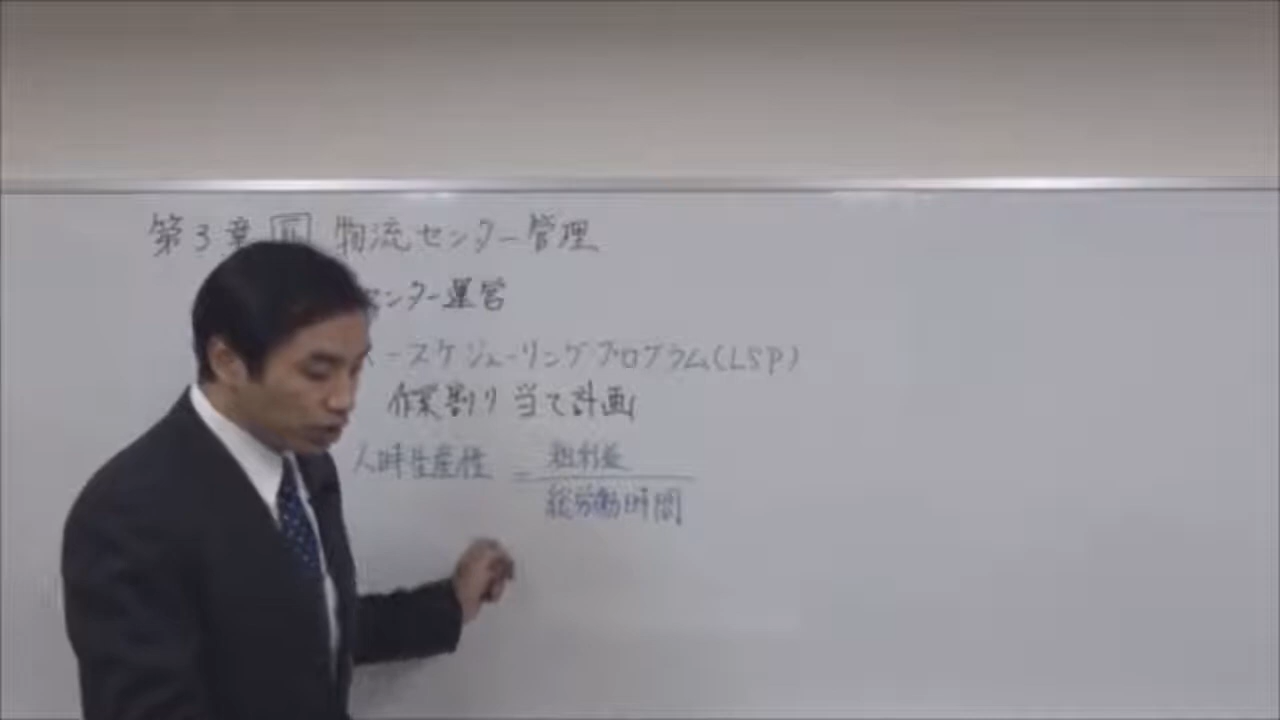 第3章 物流センター管理
センター運営
ースケジューリングプログラム(LSP)
作業割り当て計画
人時生産性 = 粗利益
総労働時間